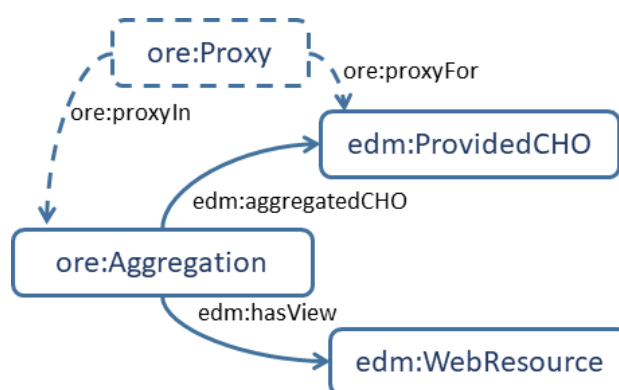 ore:Proxy
ore:proxyFor
ore:proxyIn
edm:ProvidedCHO
edm:aggregatedCHO
ore:Aggregation
edm:hasView
edm:WebResource